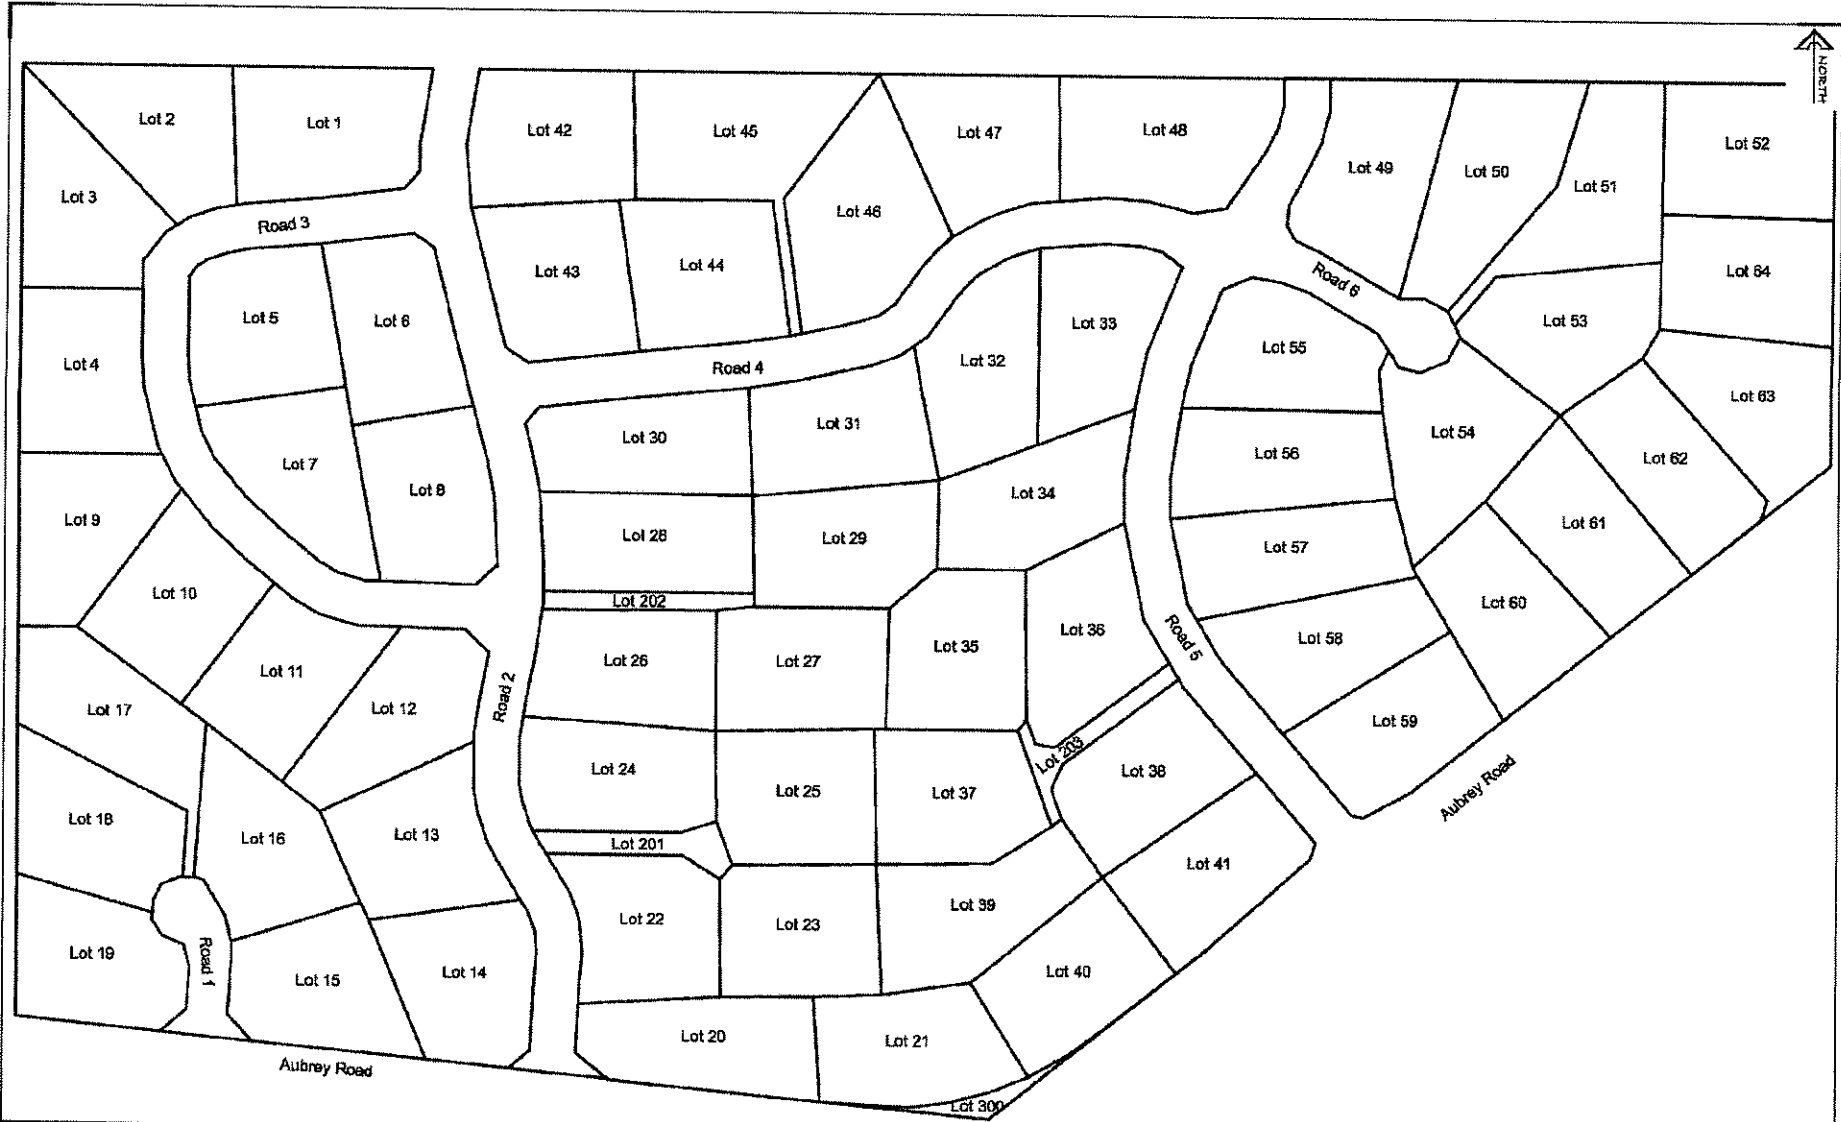 NORTH
Lot 2
Lot 1
Lot 42
Lot 45
Lot 47
Lot 48
Lot 49
Lot 50
Lot 51
Lot 52
Lot 3
Road 3
Lot 46
Lot 43
Lot 44
Road 6
Lot 64
Lot 5
Lot 6
Lot 33
Lot 53
Lot 4
Road 4
Lot 32
Lot 55
Lot 63
Lot 30
Lot 31
Lot 54
Lot 7
Lot 8
Lot 56
Lot 62
Lot 34
Lot 9
Lot 28
Lot 29
Lot 57
Lot 61
Lot 10
Lot 202
Lot 60
Lot 36
Road 5
Lot 58
Lot 11
Lot 26
Lot 27
Lot 35
Lot 17
Lot 12
Road 2
Lot 59
Lot 203
Lot 24
Lot 25
Lot 37
Lot 38
Aubrey Road
Lot 18
Lot 16
Lot 13
Lot 201
Lot 41
Lot 22
Lot 23
Lot 39
Lot 19
Road 1
Lot 15
Lot 14
Lot 40
Lot 20
Lot 21
Aubrey Road
Lot 300